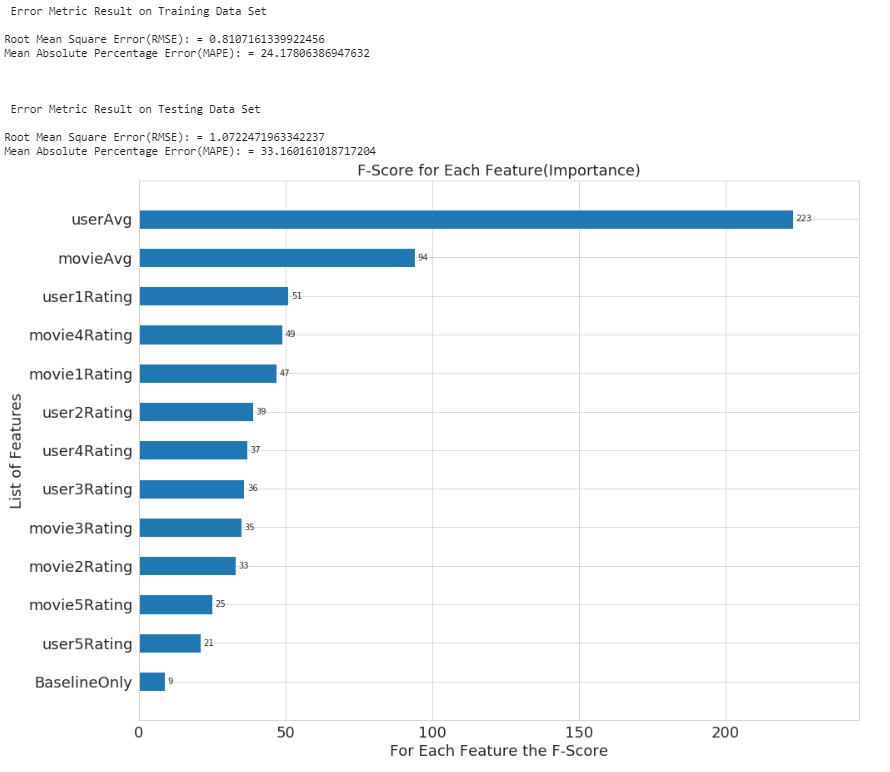 Error Metric Result on Training Data Set
Root Mean Square Error(RMSE): = 0.8107161339922456
Mean Absolute Percentage Error(MAPE): = 24.17806386947632
Error Metric Result on Testing Data Set
Root Mean Square Error(RMSE): = 1.0722471963342237
Mean Absolute Percentage Error(MAPE): = 33.160161018717204
F-Score for Each Feature(Importance)
List of Features
userAvg 223
movieAvg 94
user1Rating 51
movie4Rating 49
movie1Rating 47
user2Rating 39
user4Rating 37
user3Rating 36
movie3Rating 35
movie2Rating 33
movie5Rating 25
user5Rating 21
BaselineOnly 9
0 50 100 150 200
For Each Feature the F-Score